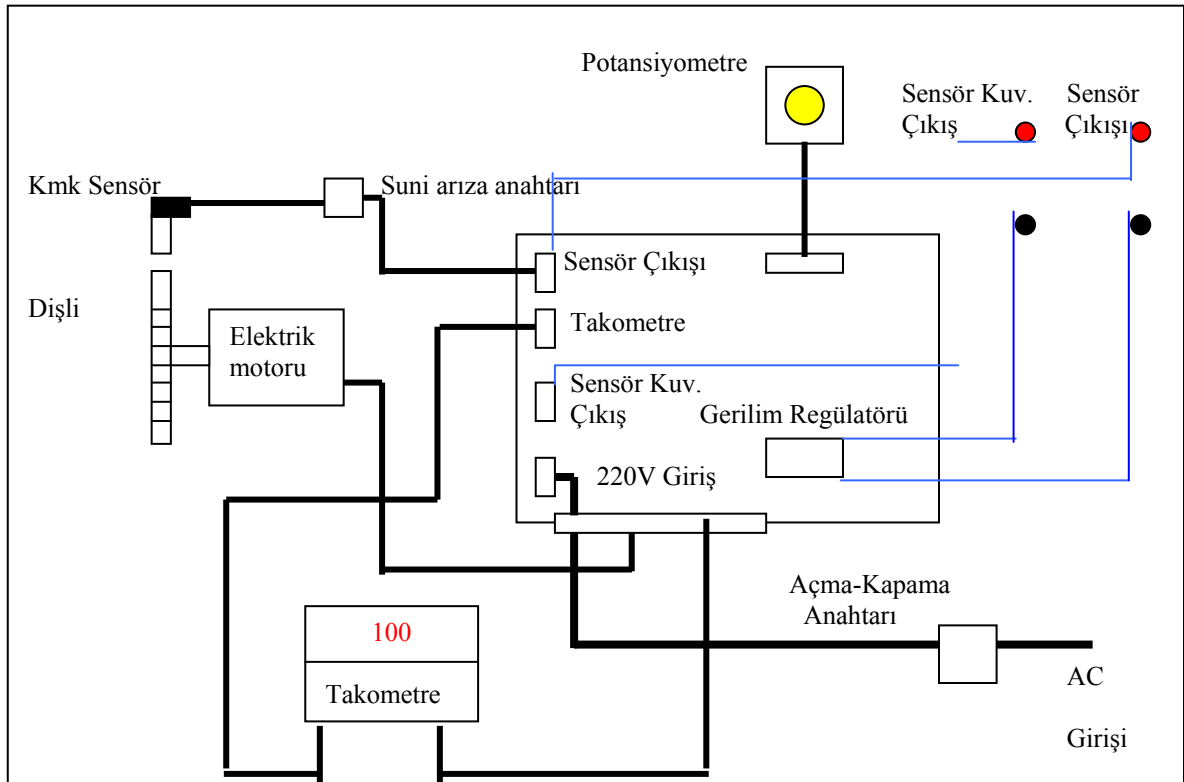 Potansiyometre
Sensör Kuv.
Çıkış
Sensör
Çıkışı
Kmk Sensör
Suni arıza anahtarı
Sensör Çıkışı
Dişli
Takometre
Elektrik
motoru
Sensör Kuv.
Çıkış
Gerilim Regülatörü
220V Giriş
Açma-Kapama
Anahtarı
100
Takometre
AC
Girişi